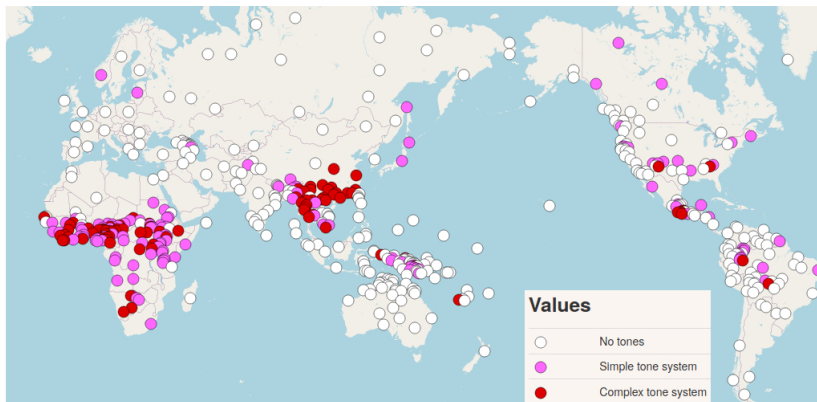 Values
No tones
Simple tone system
Complex tone system